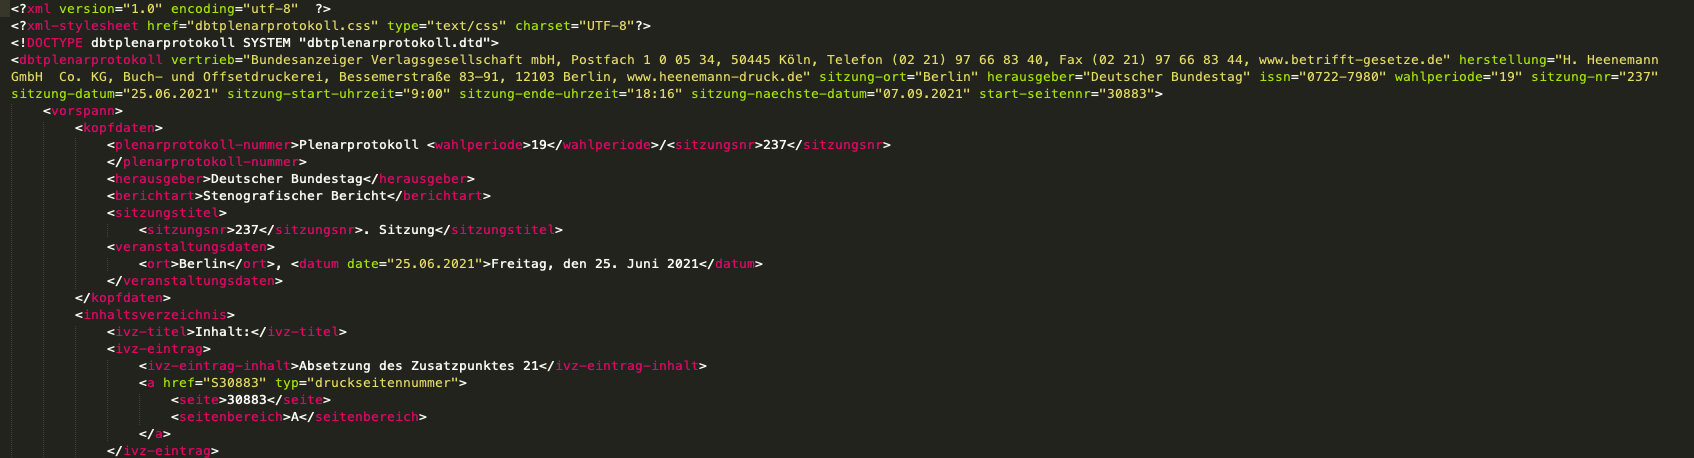 <?xml version="1.0" encoding="utf-8"  ?>
<?xml-stylesheet href="dbtplenarprotokoll.css" type="text/css" charset="UTF-8"?>
<!DOCTYPE dbtplenarprotokoll SYSTEM "dbtplenarprotokoll.dtd">
<dbtplenarprotokoll vertrieb="Bundesanzeiger Verlagsgesellschaft mbH, Postfach 1 0 05 34, 50445 Köln, Telefon (02 21) 97 66 83 40, Fax (02 21) 97 66 83 44, www.betrifft-gesetze.de" herstellung="H. Heenemann
GmbH  Co. KG, Buch- und Offsetdruckerei, Bessemerstraße 83–91, 12103 Berlin, www.heenemann-druck.de" sitzung-ort="Berlin" herausgeber="Deutscher Bundestag" issn="0722-7980" wahlperiode="19" sitzung-nr="237"
sitzung-datum="25.06.2021" sitzung-start-uhrzeit="9:00" sitzung-ende-uhrzeit="18:16" sitzung-naechste-datum="07.09.2021" start-seitennr="30883">
<vorspann>
<kopfdaten>
<plenarprotokoll-nummer>Plenarprotokoll <wahlperiode>19</wahlperiode>/<sitzungsnr>237</sitzungsnr>
</plenarprotokoll-nummer>
<herausgeber>Deutscher Bundestag</herausgeber>
<berichtart>Stenografischer Bericht</berichtart>
<sitzungstitel>
<sitzungsnr>237</sitzungsnr>. Sitzung</sitzungstitel>
<veranstaltungsdaten>
<ort>Berlin</ort>, <datum date="25.06.2021">Freitag, den 25. Juni 2021</datum>
</veranstaltungsdaten>
</kopfdaten>
<inhaltsverzeichnis>
<ivz-titel>Inhalt:</ivz-titel>
<ivz-eintrag>
<ivz-eintrag-inhalt>Absetzung des Zusatzpunktes 21</ivz-eintrag-inhalt>
<a href="S30883" typ="druckseitennummer">
<seite>30883</seite>
<seitenbereich>A</seitenbereich>
</a>
</ivz-eintrag>